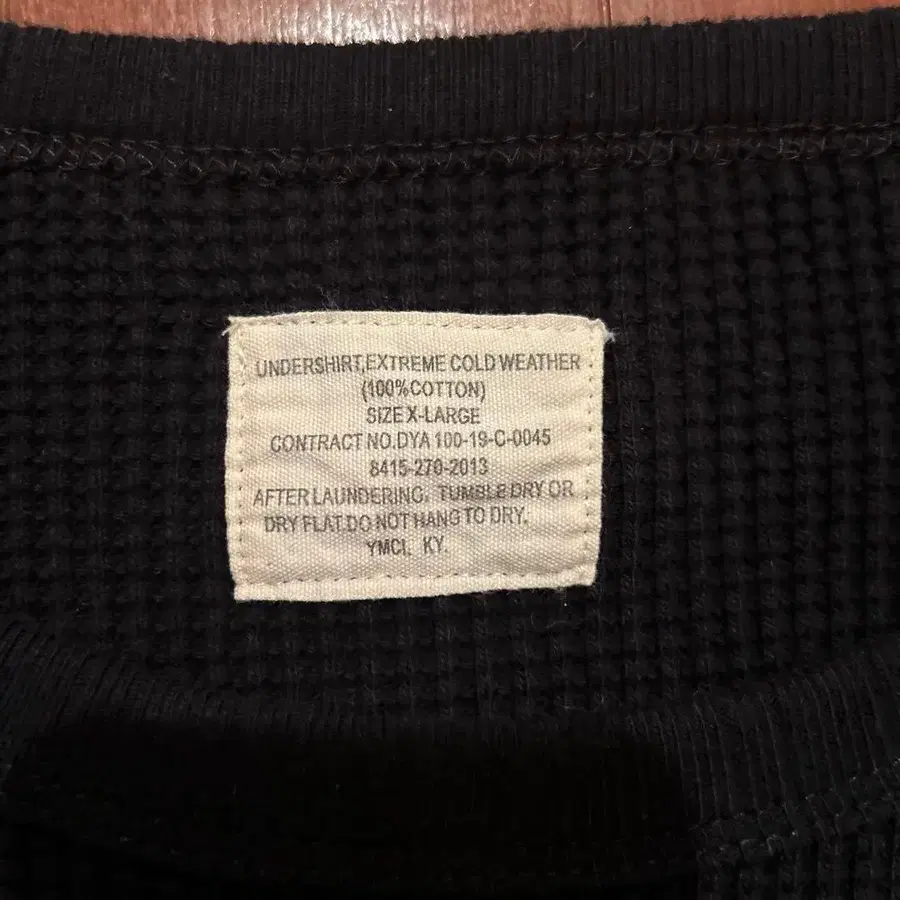 UNDERSHIRT,EXTREME COLD WEATHER
(100%COTTON)
SIZE X-LARGE
CONTRACT NO.DYA 100-19-C-0045
8415-270-2013
AFTER LAUNDERING, TUMBLE DRY OR
DRY FLAT.DO NOT HANG TO DRY.
YMCL KY.